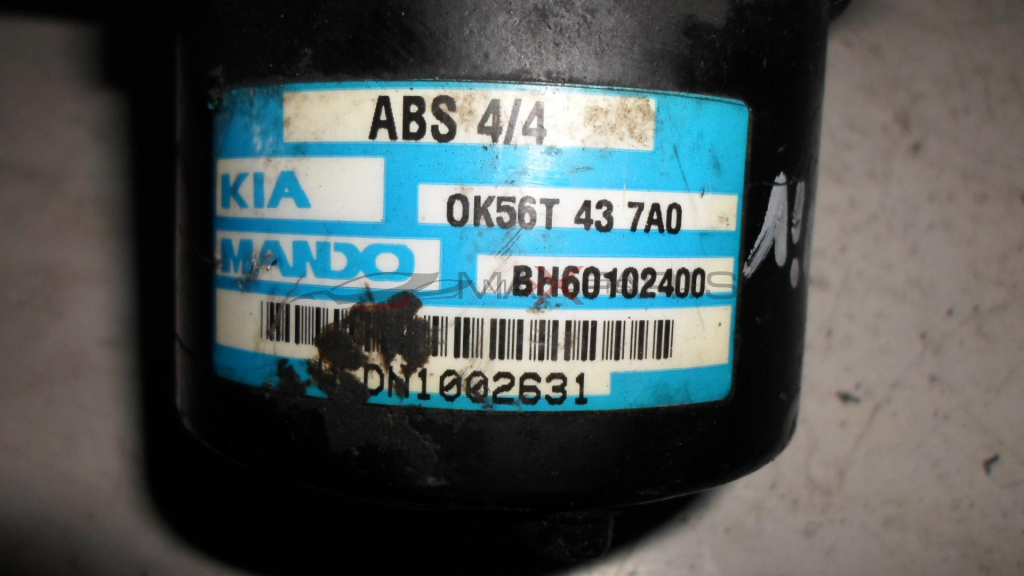 ABS 4/4
KIA
OK56T 43 7A0
MANDO
BH60102400
DN1002631